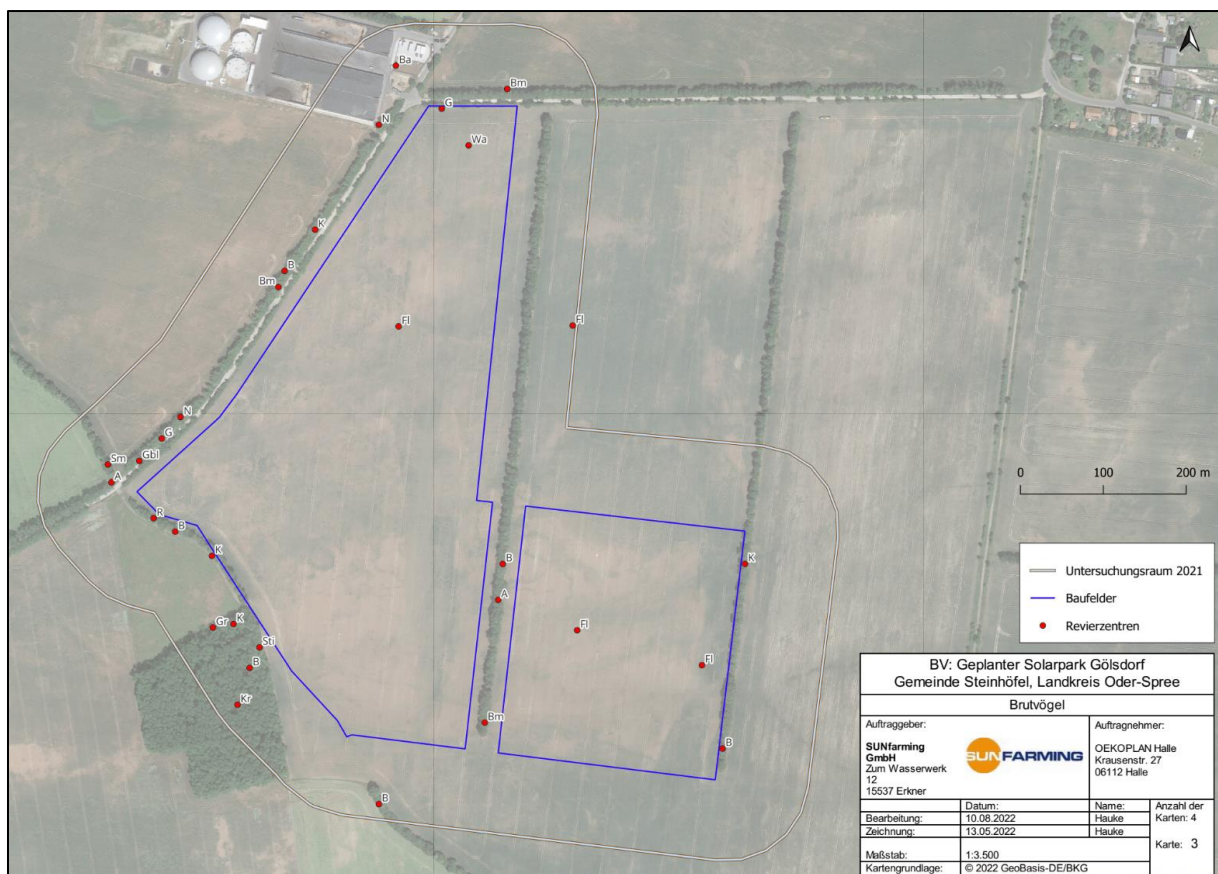 Ba
Bm
G
N
Wa
K
B
Bm
Fl
Fl
N
G
Gbl
Sm
A
R
B
K
B
K
A
Gr
K
Fl
Sti
B
Fl
Kr
Bm
B
B
0 100 200 m
Untersuchungsraum 2021
Baufelder
Revierzentren
BV: Geplanter Solarpark Gölsdorf
Gemeinde Steinhöfel, Landkreis Oder-Spree
Brutvögel
Auftraggeber:
SUNfarming
GmbH
Zum Wasserwerk
12
15537 Erkner
SUNFARMING
Auftragnehmer:
OEKOPLAN Halle
Krausenstr. 27
06112 Halle
Datum: Name: Anzahl der
Bearbeitung: 10.08.2022 Hauke Karten: 4
Zeichnung: 13.05.2022 Hauke
Karte: 3
Maßstab: 1:3.500
Kartengrundlage: © 2022 GeoBasis-DE/BKG